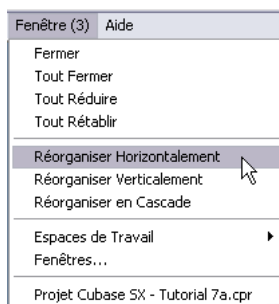 Fenêtre (3) Aide
Fermer
Tout Fermer
Tout Réduire
Tout Rétablir
Réorganiser Horizontalement
Réorganiser Verticalement
Réorganiser en Cascade
Espaces de Travail
Fenêtres...
Projet Cubase SX - Tutorial 7a.cpr